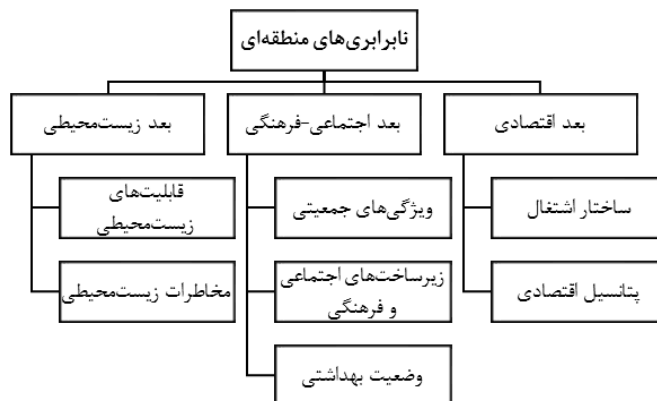 نابرابری‌های منطقه‌ای
بعد اقتصادی
ساختار اشتغال
پتانسیل اقتصادی
بعد اجتماعی-فرهنگی
ویژگی‌های جمعیتی
زیرساخت‌های اجتماعی
و فرهنگی
وضعیت بهداشتی
بعد زیست‌محیطی
قابلیت‌های
زیست‌محیطی
مخاطرات زیست‌محیطی